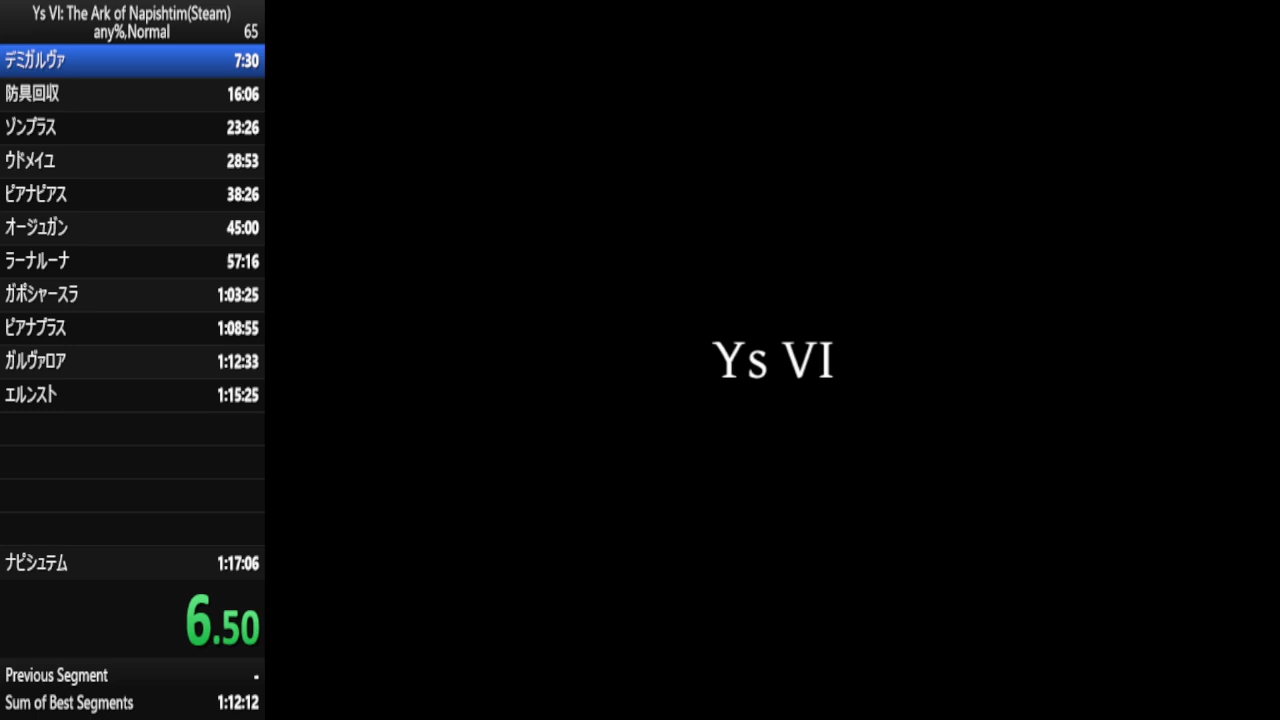 Ys VI: The Ark of Napishtim(Steam)
any%,Normal 65
デミガルヴァ 7:30
防具回収 16:06
ゾンプラス 23:26
ウドメイユ 28:53
ピアナピアス 38:26
オージュガン 45:00
ラーナルーナ 57:16
ガポシャースラ 1:03:25
ピアナプラス 1:08:55
ガルヴァロア 1:12:33
エルンスト 1:15:25
ナピシュテム 1:17:06
6.50
Previous Segment -
Sum of Best Segments 1:12:12
Ys VI